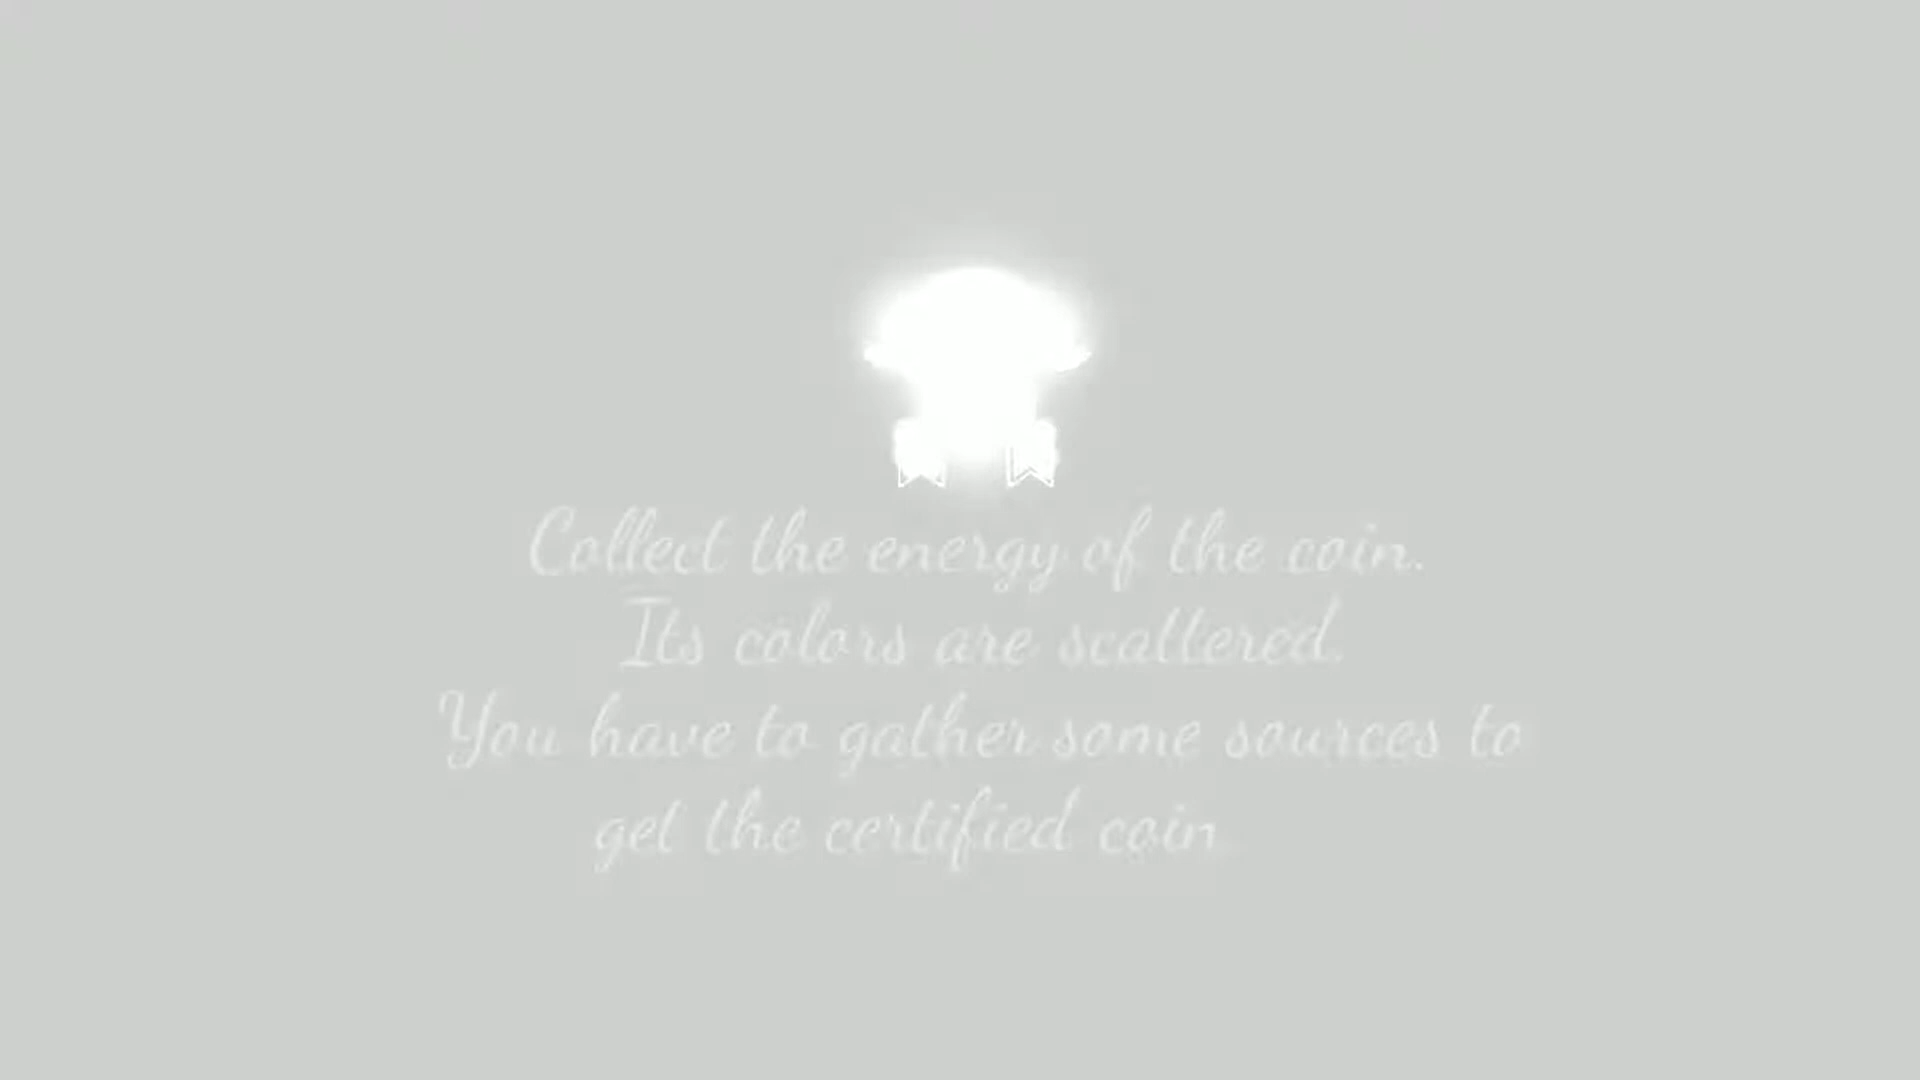 Collect the energy of the coin.
Its colors are scattered.
You have to gather some sources to
get the certified coin